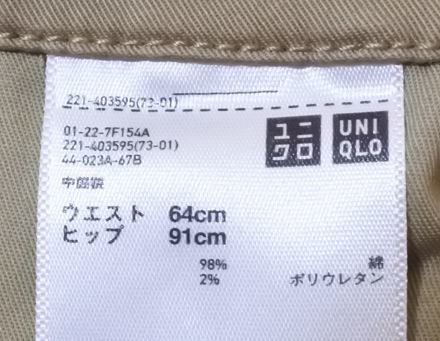 221-403595(73-01)
01-22-7F154A
221-403595(73-01)
44-023A-67B
ユニクロ
UNIQLO
中国製
ウエスト 64cm
ヒップ 91cm
98% 綿
2% ポリウレタン